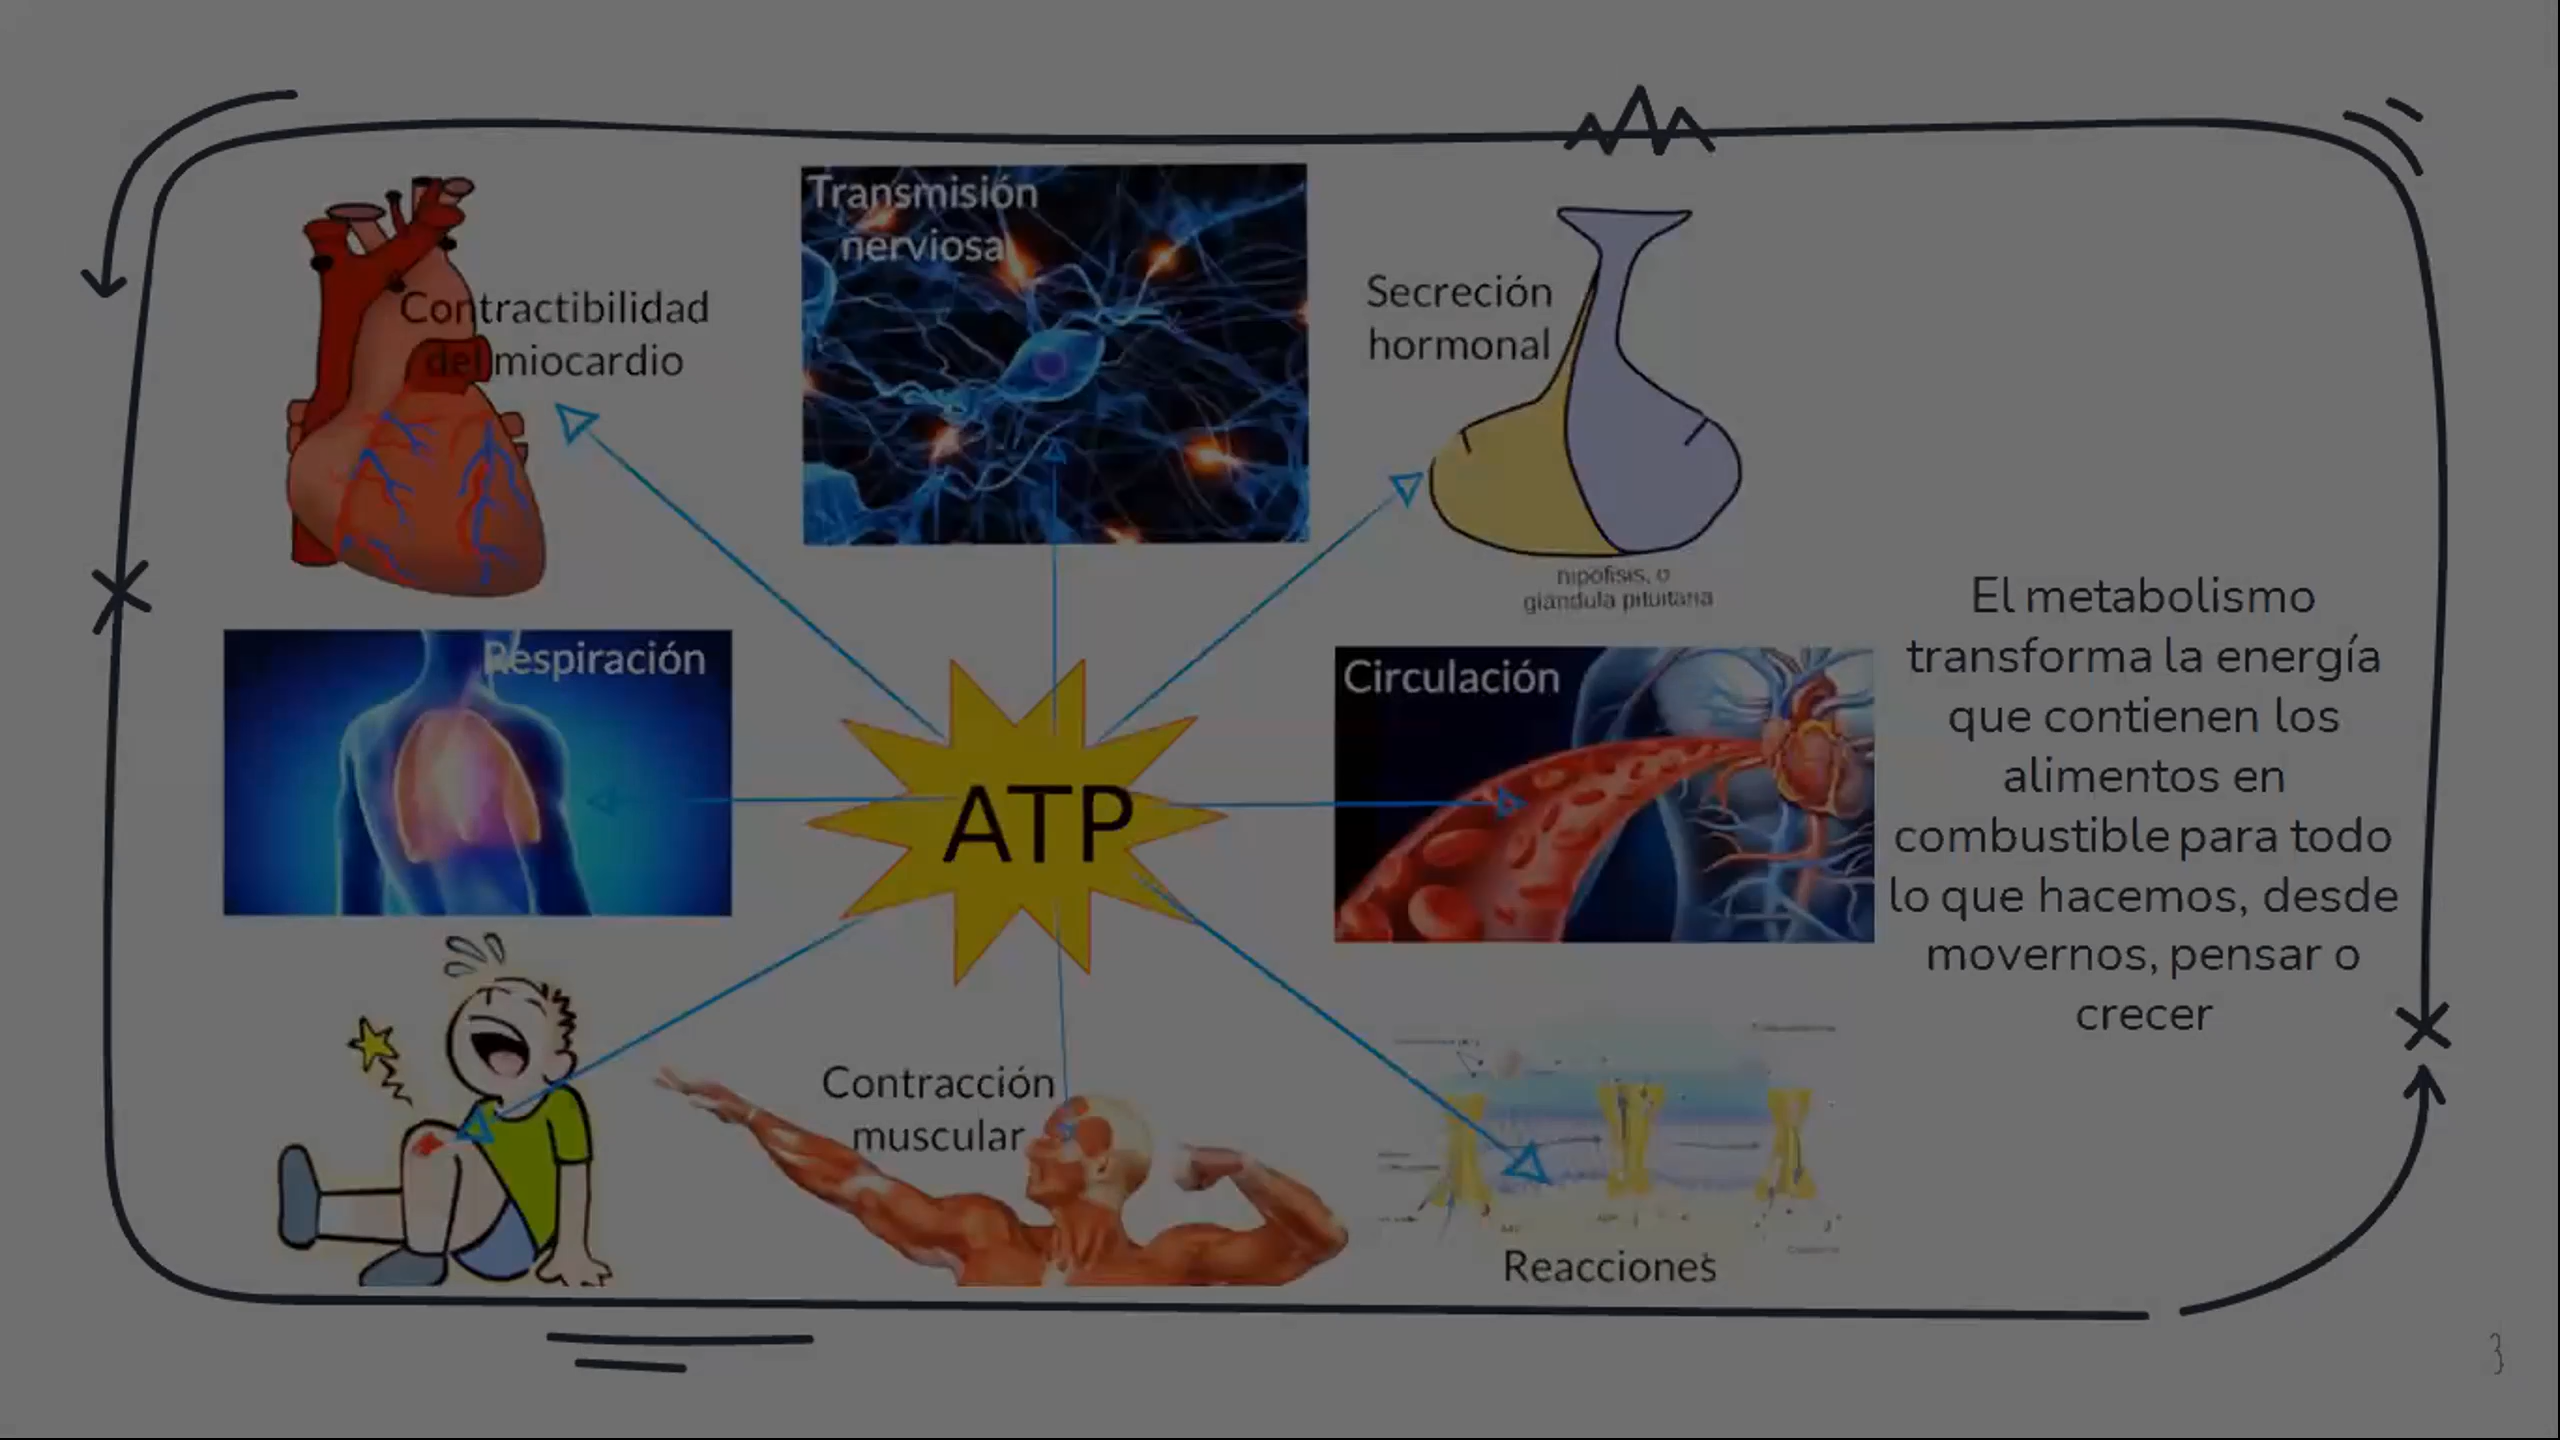 Contractibilidad
del miocardio
Transmisión
nerviosa
Secreción
hormonal
hipófisis, o
glándula pituitaria
Respiración
Circulación
ATP
El metabolismo
transforma la energía
que contienen los
alimentos en
combustible para todo
lo que hacemos, desde
movernos, pensar o
crecer
Contracción
muscular
Reacciones
3